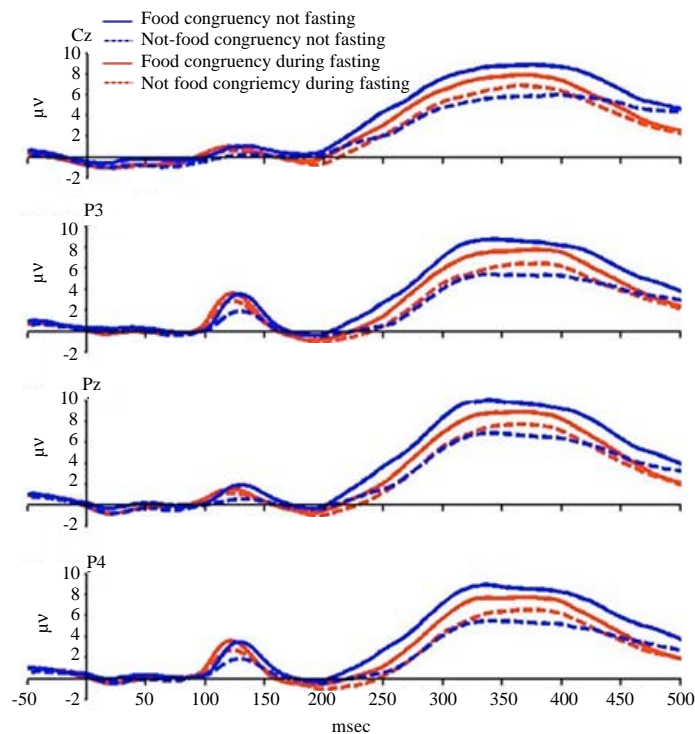 Food congruency not fasting
Not-food congruency not fasting
Food congruency during fasting
Not food congriemcy during fasting
Cz
10
8
6
4
2
-2
µv
P3
10
8
6
4
2
-2
µv
Pz
10
8
6
4
2
-2
µv
P4
10
8
6
4
2
-2
µv
-50 50 100 150 200 250 300 350 400 450 500
msec